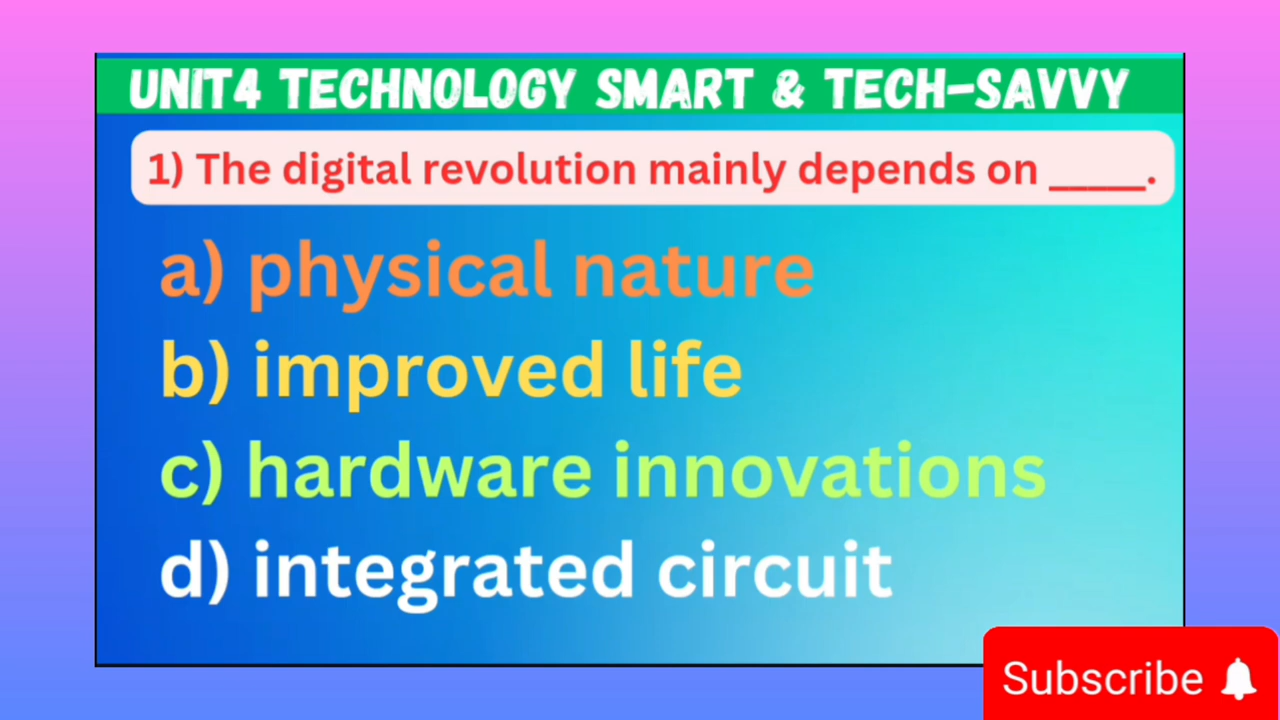 UNIT4 TECHNOLOGY SMART & TECH-SAVVY
1) The digital revolution mainly depends on _____.
a) physical nature
b) improved life
c) hardware innovations
d) integrated circuit
Subscribe